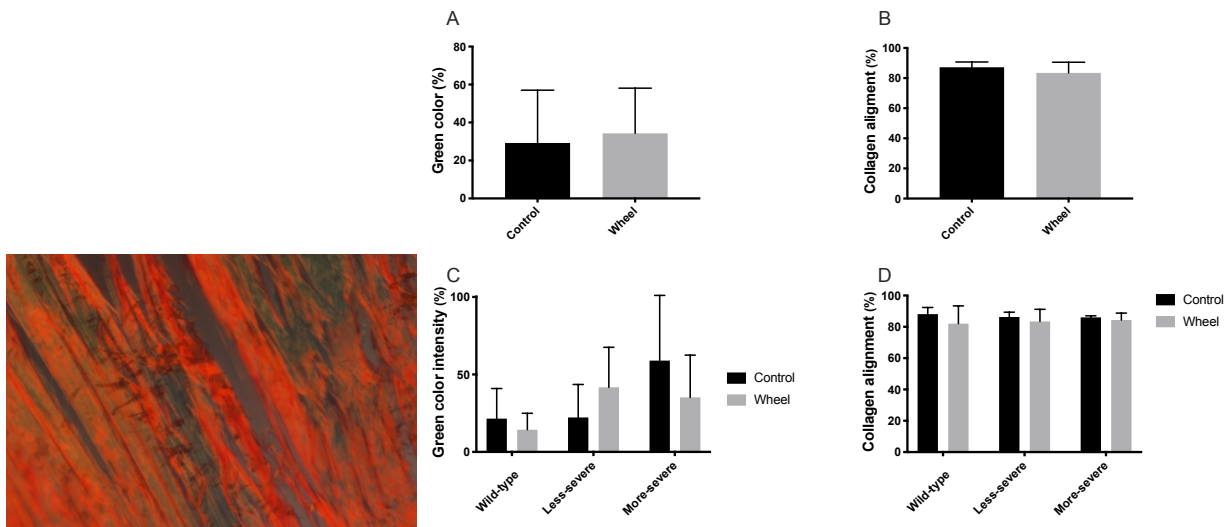 A
Green color (%)
80
60
40
20
0
Control
Wheel
B
Collagen aligment (%)
100
80
60
40
20
0
Control
Wheel
C
Green color intensity (%)
100
50
0
Wild-type
Less-severe
More-severe
Control
Wheel
D
Collagen alignment (%)
100
80
60
40
20
0
Wild-type
Less-severe
More-severe
Control
Wheel